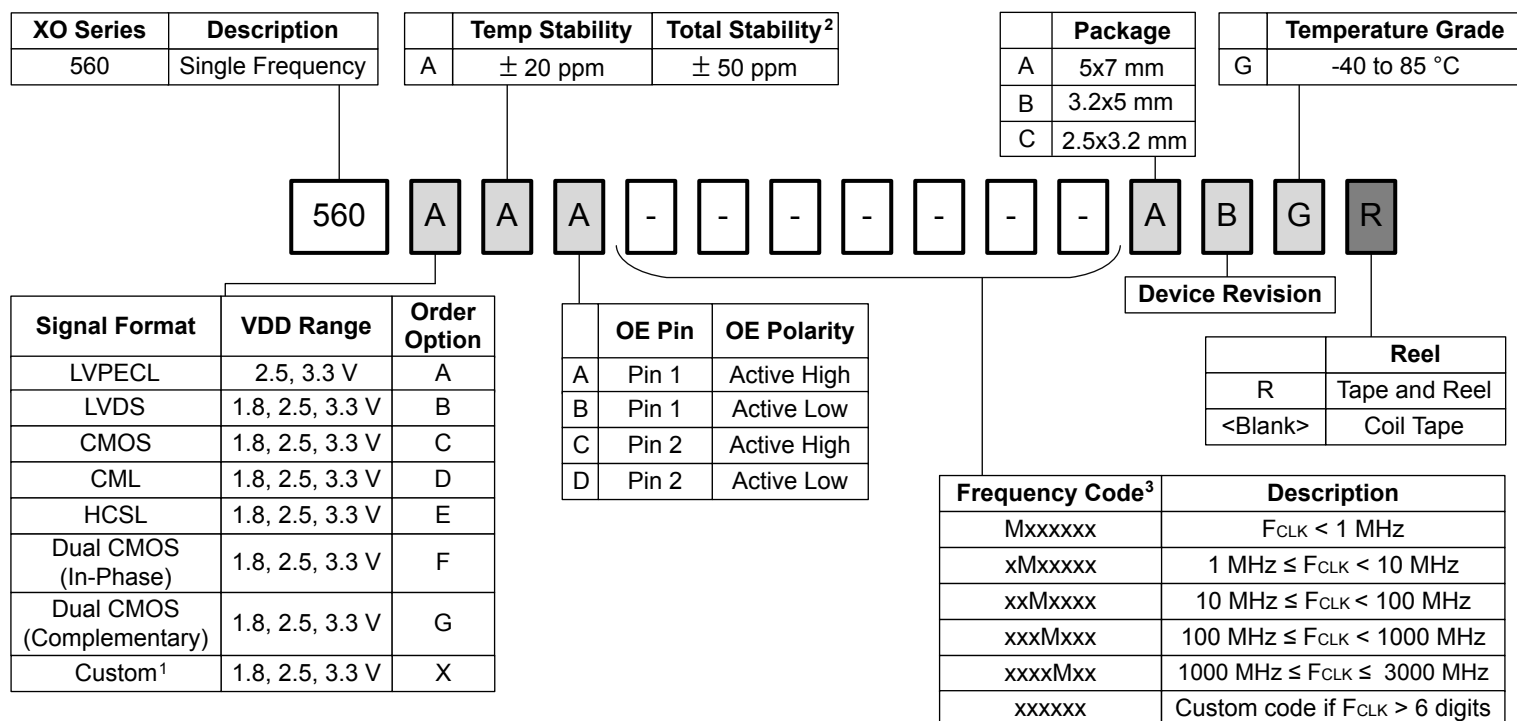 XO Series Description
560 Single Frequency
Temp Stability Total Stability²
A ± 20 ppm ± 50 ppm
Package
A 5x7 mm
B 3.2x5 mm
C 2.5x3.2 mm
Temperature Grade
G -40 to 85 °C
560 A A A - - - - - - - A B G R
Signal Format VDD Range Order
Option
LVPECL 2.5, 3.3 V A
LVDS 1.8, 2.5, 3.3 V B
CMOS 1.8, 2.5, 3.3 V C
CML 1.8, 2.5, 3.3 V D
HCSL 1.8, 2.5, 3.3 V E
Dual CMOS
(In-Phase) 1.8, 2.5, 3.3 V F
Dual CMOS
(Complementary) 1.8, 2.5, 3.3 V G
Custom¹ 1.8, 2.5, 3.3 V X
OE Pin OE Polarity
A Pin 1 Active High
B Pin 1 Active Low
C Pin 2 Active High
D Pin 2 Active Low
Device Revision
Reel
R Tape and Reel
<Blank> Coil Tape
Frequency Code³ Description
Mxxxxxx FCLK < 1 MHz
xMxxxxx 1 MHz ≤ FCLK < 10 MHz
xxMxxxx 10 MHz ≤ FCLK < 100 MHz
xxxMxxx 100 MHz ≤ FCLK < 1000 MHz
xxxxMxx 1000 MHz ≤ FCLK ≤ 3000 MHz
xxxxxx Custom code if FCLK > 6 digits